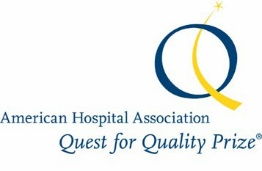 American Hospital Association
Quest for Quality Prize®